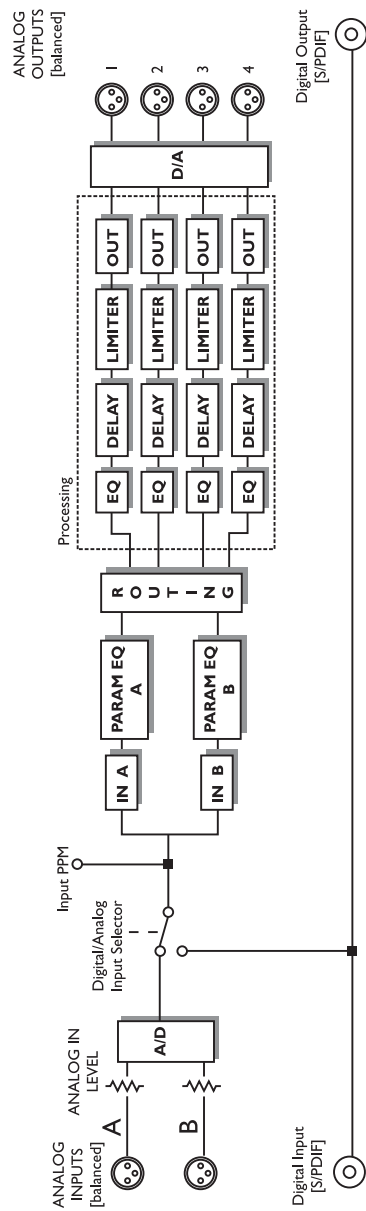 ANALOG
INPUTS
[balanced]
A
B
ANALOG IN
LEVEL
A/D
Digital/Analog
Input Selector
Input PPM
IN A
IN B
PARAM EQ
A
PARAM EQ
B
ROUTING
Processing
EQ
DELAY
LIMITER
OUT
EQ
DELAY
LIMITER
OUT
EQ
DELAY
LIMITER
OUT
EQ
DELAY
LIMITER
OUT
D/A
ANALOG
OUTPUTS
[balanced]
1
2
3
4
Digital Input
[S/PDIF]
Digital Output
[S/PDIF]